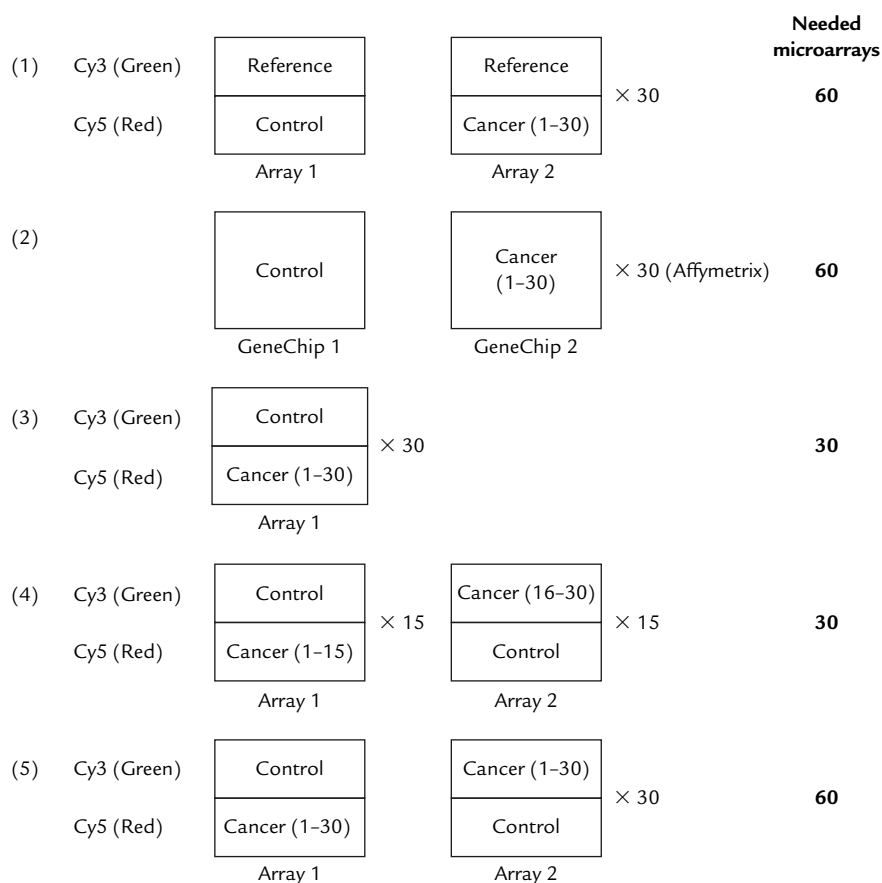 Needed
microarrays
(1) Cy3 (Green) Reference Reference
× 30 60
Cy5 (Red) Control Cancer (1–30)
Array 1 Array 2
(2)
Control Cancer
(1–30) × 30 (Affymetrix) 60
GeneChip 1 GeneChip 2
(3) Cy3 (Green) Control
× 30 30
Cy5 (Red) Cancer (1–30)
Array 1
(4) Cy3 (Green) Control Cancer (16–30)
× 15 × 15 30
Cy5 (Red) Cancer (1–15) Control
Array 1 Array 2
(5) Cy3 (Green) Control Cancer (1–30)
× 30 60
Cy5 (Red) Cancer (1–30) Control
Array 1 Array 2